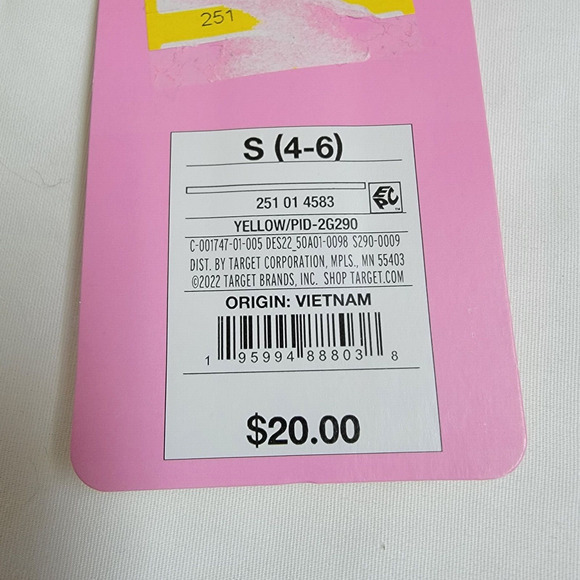 251
S (4-6)
251 01 4583
EPC
TM
YELLOW/PID-2G290
C-001747-01-005 DES22_50A01-0098 S290-0009
DIST. BY TARGET CORPORATION, MPLS., MN 55403
©2022 TARGET BRANDS, INC. SHOP TARGET.COM
ORIGIN: VIETNAM
1 95994 88803 8
$20.00